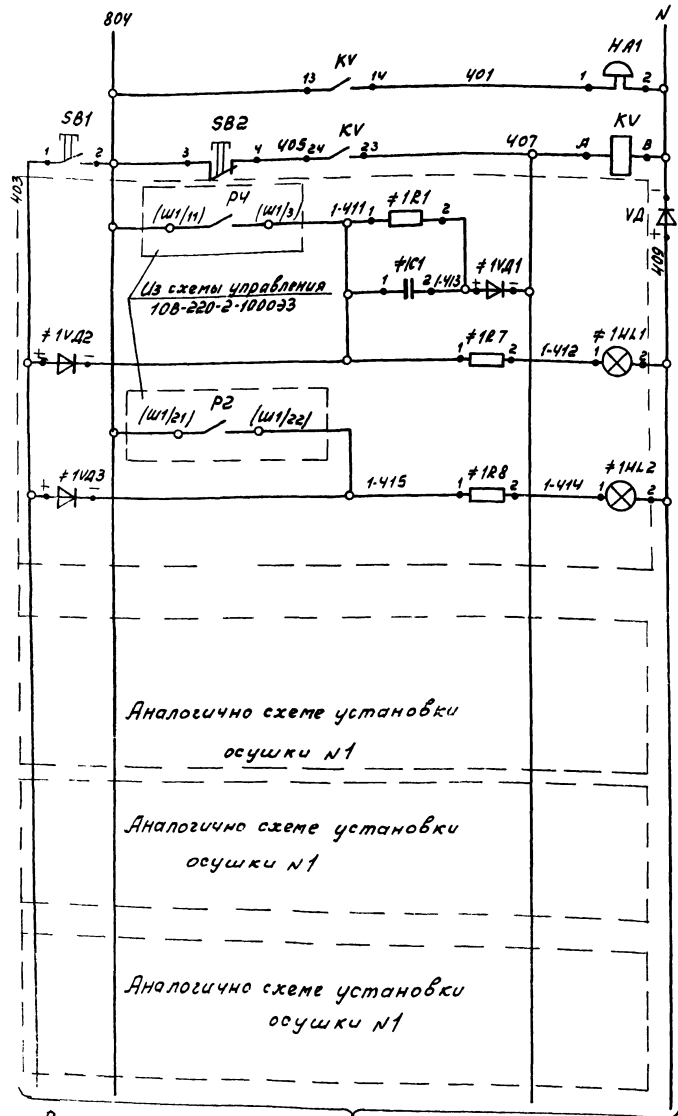 804 N
HA1
KV
13 14 401 1 2
SB1 SB2 KV 407 KV
1 2 3 4 405 24 23 A B
403
P4
(Ш1/11) (Ш1/3) 1-411 1 ≠1R1 2
- VД + 409
Из схемы управления
10В-220-2-1000ЭЗ
≠1C1
1 2 1-413 + ≠1VД1 -
≠1VД2 ≠1R7 ≠1HL1
+ - 1 2 1-412 1 2
P2
(Ш1/21) (Ш1/22)
≠1VД3 ≠1R8 ≠1HL2
+ - 1-415 1 2 1-414 1 2
Аналогично схеме установки
осушки N1
Аналогично схеме установки
осушки N1
Аналогично схеме установки
осушки N1